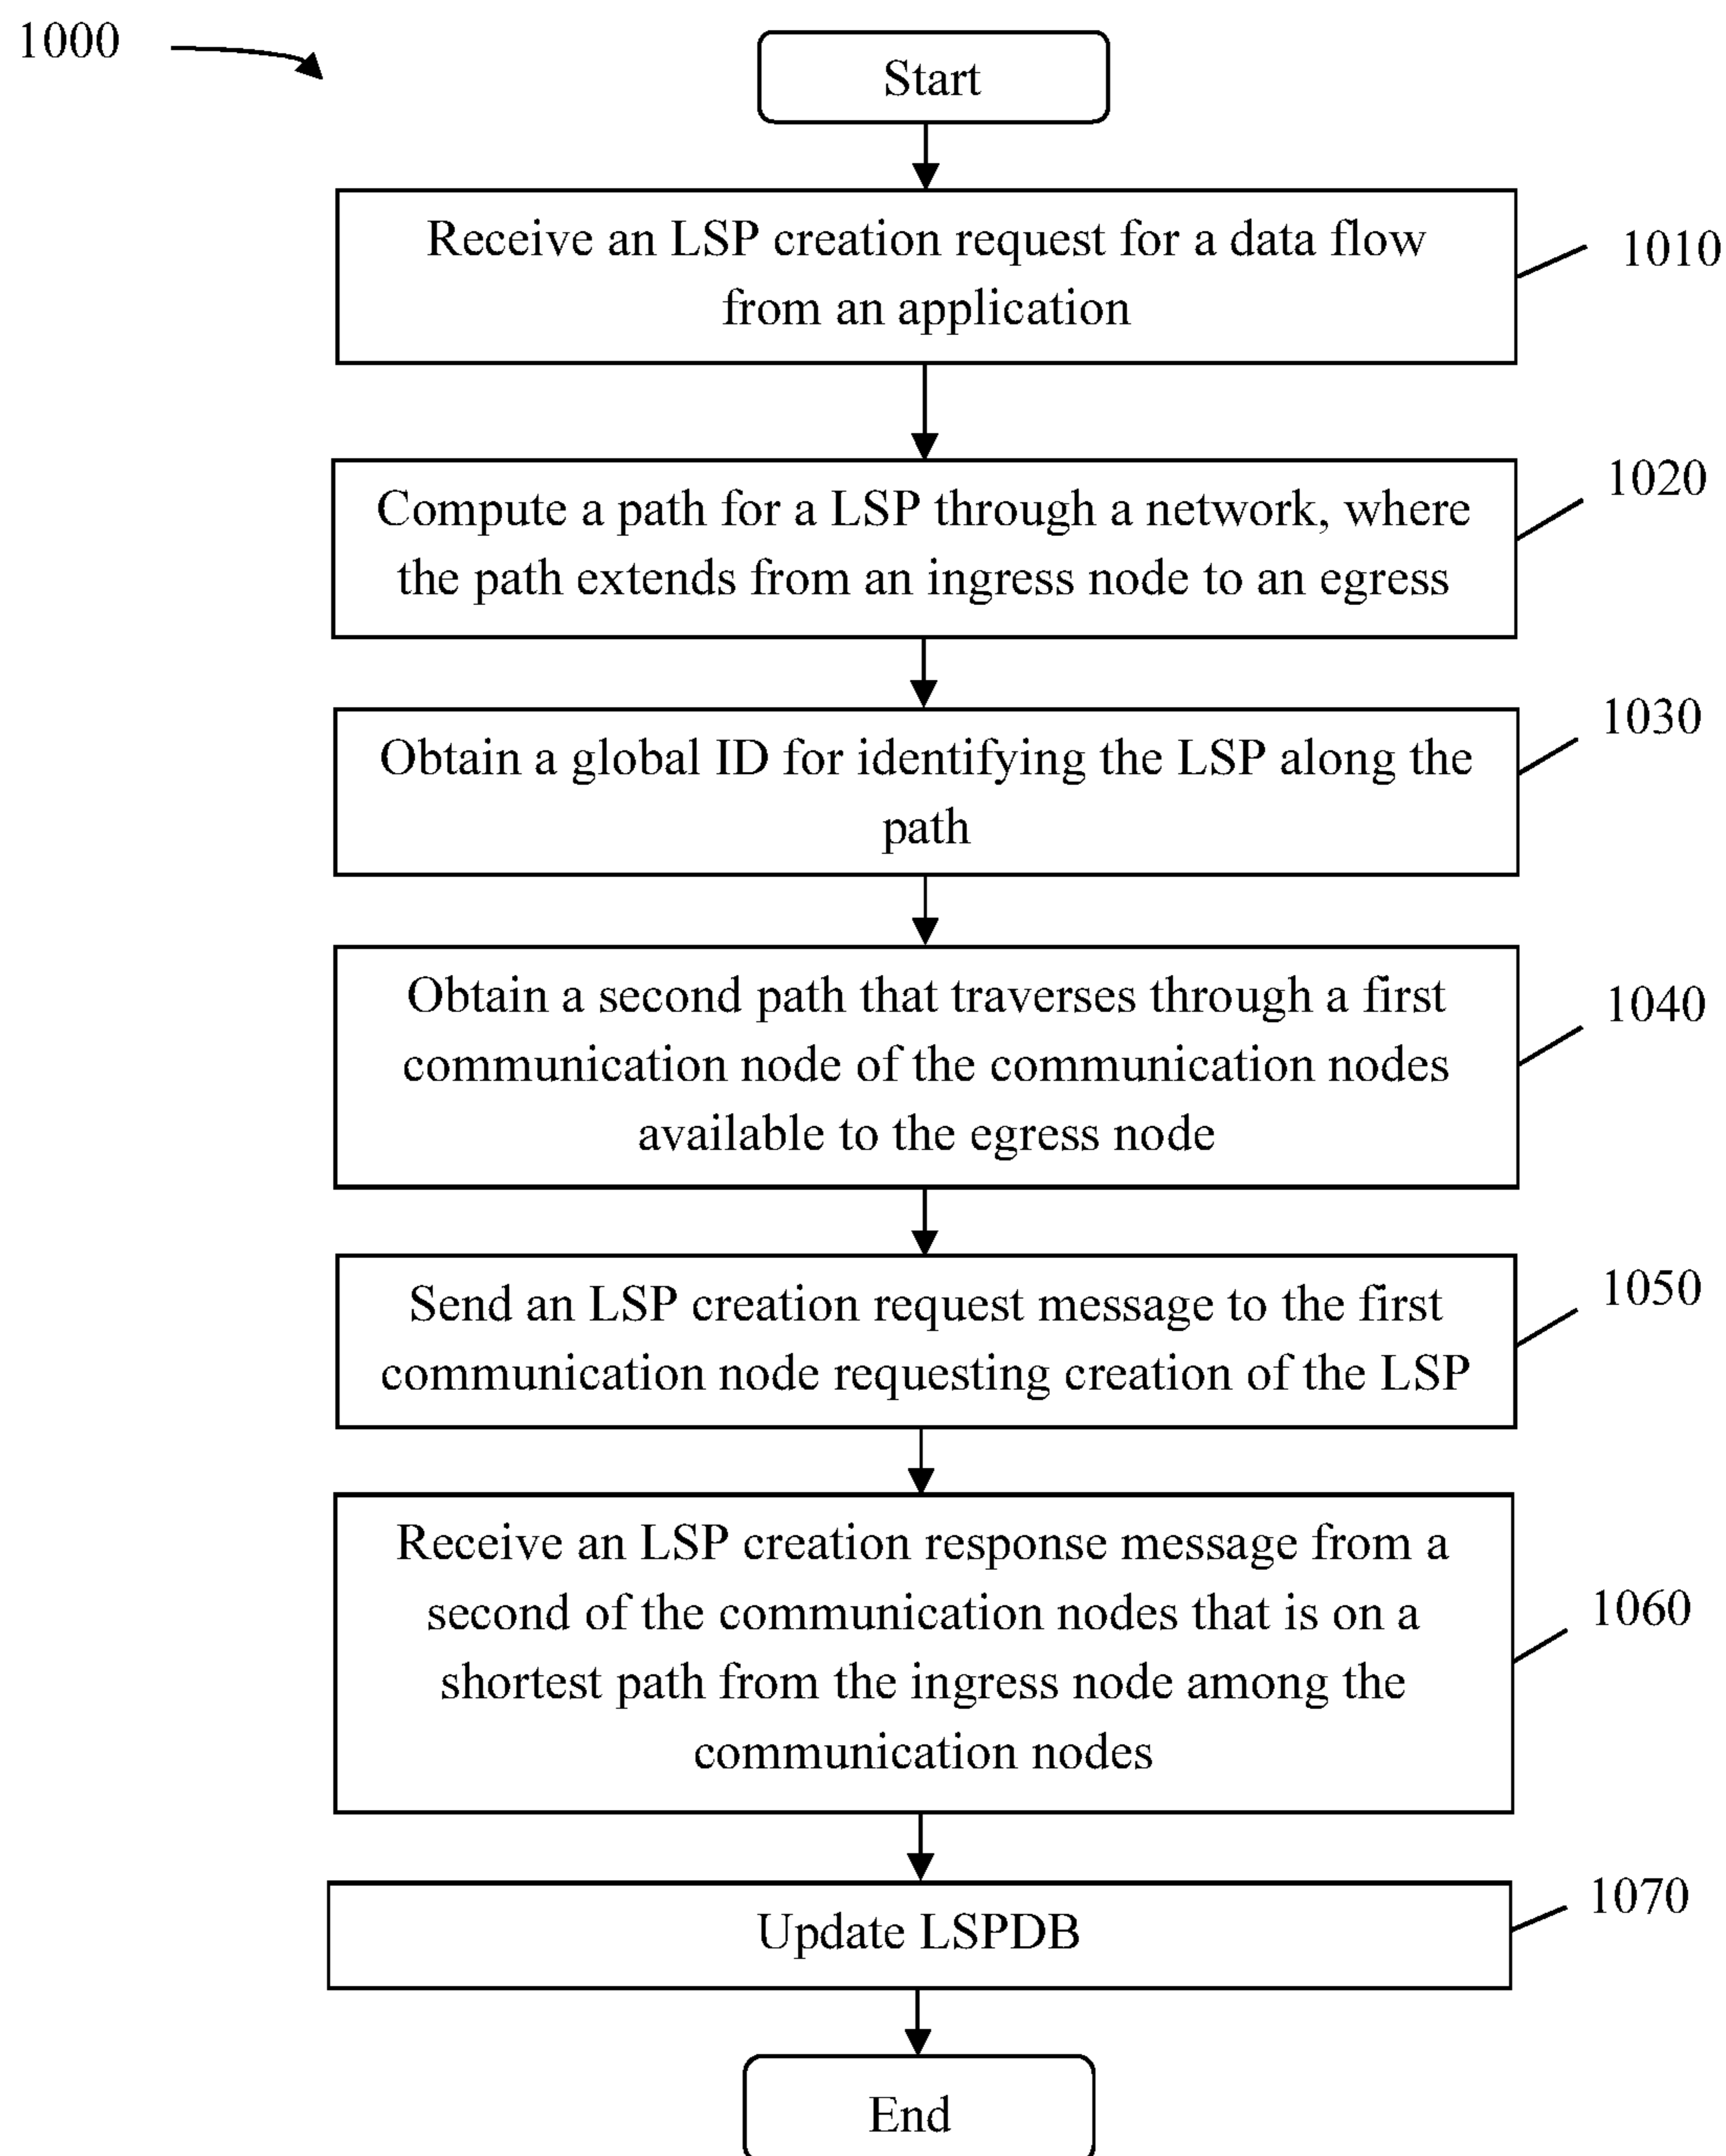 1000
Start
Receive an LSP creation request for a data flow
from an application
1010
Compute a path for a LSP through a network, where
the path extends from an ingress node to an egress
1020
Obtain a global ID for identifying the LSP along the
path
1030
Obtain a second path that traverses through a first
communication node of the communication nodes
available to the egress node
1040
Send an LSP creation request message to the first
communication node requesting creation of the LSP
1050
Receive an LSP creation response message from a
second of the communication nodes that is on a
shortest path from the ingress node among the
communication nodes
1060
Update LSPDB
1070
End